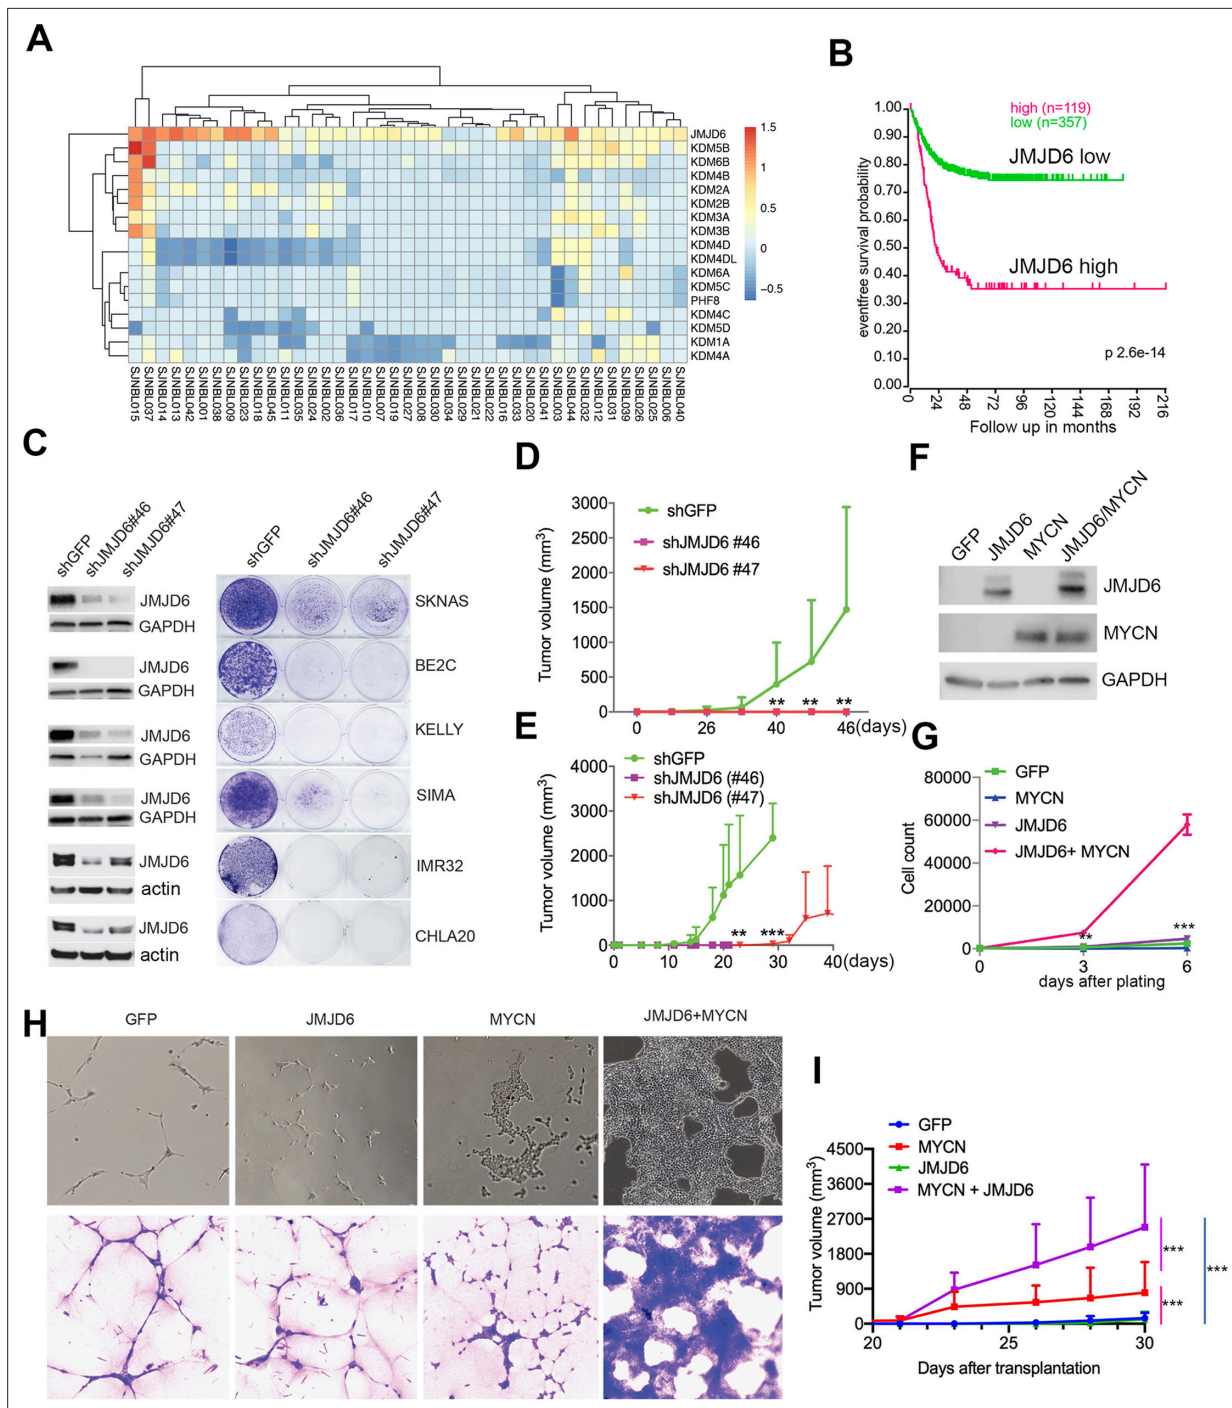 A
1.5
1
0.5
0
−0.5
JMJD6
KDM5B
KDM6B
KDM4B
KDM2A
KDM2B
KDM3A
KDM3B
KDM4D
KDM4DL
KDM6A
KDM5C
PHF8
KDM4C
KDM5D
KDM1A
KDM4A
SJNBL015
SJNBL037
SJNBL014
SJNBL013
SJNBL042
SJNBL001
SJNBL038
SJNBL009
SJNBL023
SJNBL018
SJNBL045
SJNBL011
SJNBL035
SJNBL024
SJNBL002
SJNBL036
SJNBL017
SJNBL010
SJNBL007
SJNBL019
SJNBL027
SJNBL008
SJNBL030
SJNBL034
SJNBL029
SJNBL021
SJNBL022
SJNBL016
SJNBL033
SJNBL020
SJNBL041
SJNBL003
SJNBL044
SJNBL032
SJNBL012
SJNBL031
SJNBL039
SJNBL026
SJNBL025
SJNBL006
SJNBL040
B
high (n=119)
low (n=357)
JMJD6 low
JMJD6 high
p 2.6e-14
eventfree survival probability
1.00
0.90
0.80
0.70
0.60
0.50
0.40
0.30
0.20
0.10
0.00
0 24 48 72 96 120 144 168 192 216
Follow up in months
C
shGFP shJMJD6#46 shJMJD6#47
JMJD6
GAPDH
JMJD6
GAPDH
JMJD6
GAPDH
JMJD6
GAPDH
JMJD6
actin
JMJD6
actin
shGFP shJMJD6#46 shJMJD6#47
SKNAS
BE2C
KELLY
SIMA
IMR32
CHLA20
D
Tumor volume (mm3)
3000
2500
2000
1500
1000
500
0
shGFP
shJMJD6 #46
shJMJD6 #47
** ** **
0 26 40 46(days)
E
Tumor volume (mm3)
4000
3000
2000
1000
0
shGFP
shJMJD6 (#46)
shJMJD6 (#47)
** ***
0 10 20 30 40(days)
F
GFP JMJD6 MYCN JMJD6/MYCN
JMJD6
MYCN
GAPDH
G
Cell count
80000
60000
40000
20000
0
GFP
MYCN
JMJD6
JMJD6+ MYCN
** ***
0 3 6
days after plating
H
GFP JMJD6 MYCN JMJD6+MYCN
I
GFP
MYCN
JMJD6
MYCN + JMJD6
Tumor volume (mm3)
4500
3600
2700
1800
900
0
***
***
***
20 25 30
Days after transplantation